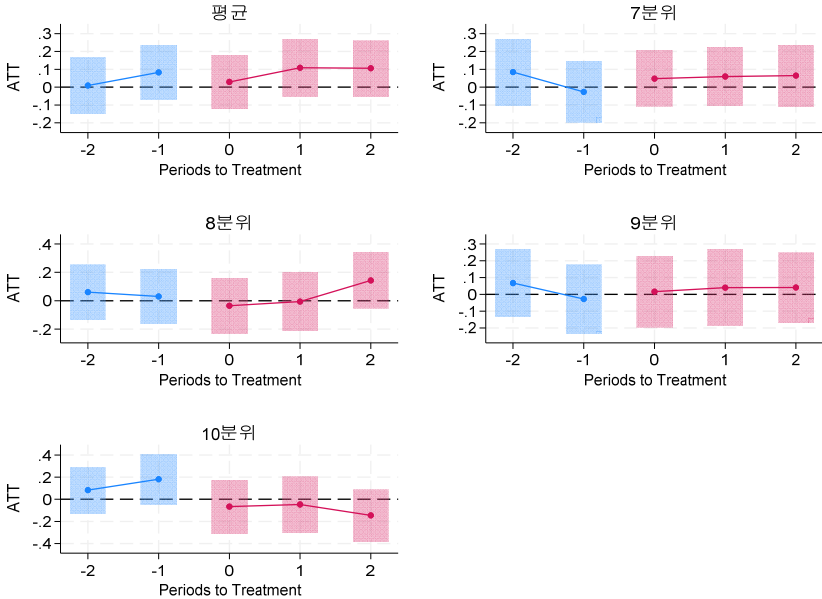 평균
.3
.2
.1
0
-.1
-.2
ATT
-2 -1 0 1 2
Periods to Treatment
7분위
.3
.2
.1
0
-.1
-.2
ATT
-2 -1 0 1 2
Periods to Treatment
8분위
.4
.2
0
-.2
ATT
-2 -1 0 1 2
Periods to Treatment
9분위
.3
.2
.1
0
-.1
-.2
ATT
-2 -1 0 1 2
Periods to Treatment
10분위
.4
.2
0
-.2
-.4
ATT
-2 -1 0 1 2
Periods to Treatment